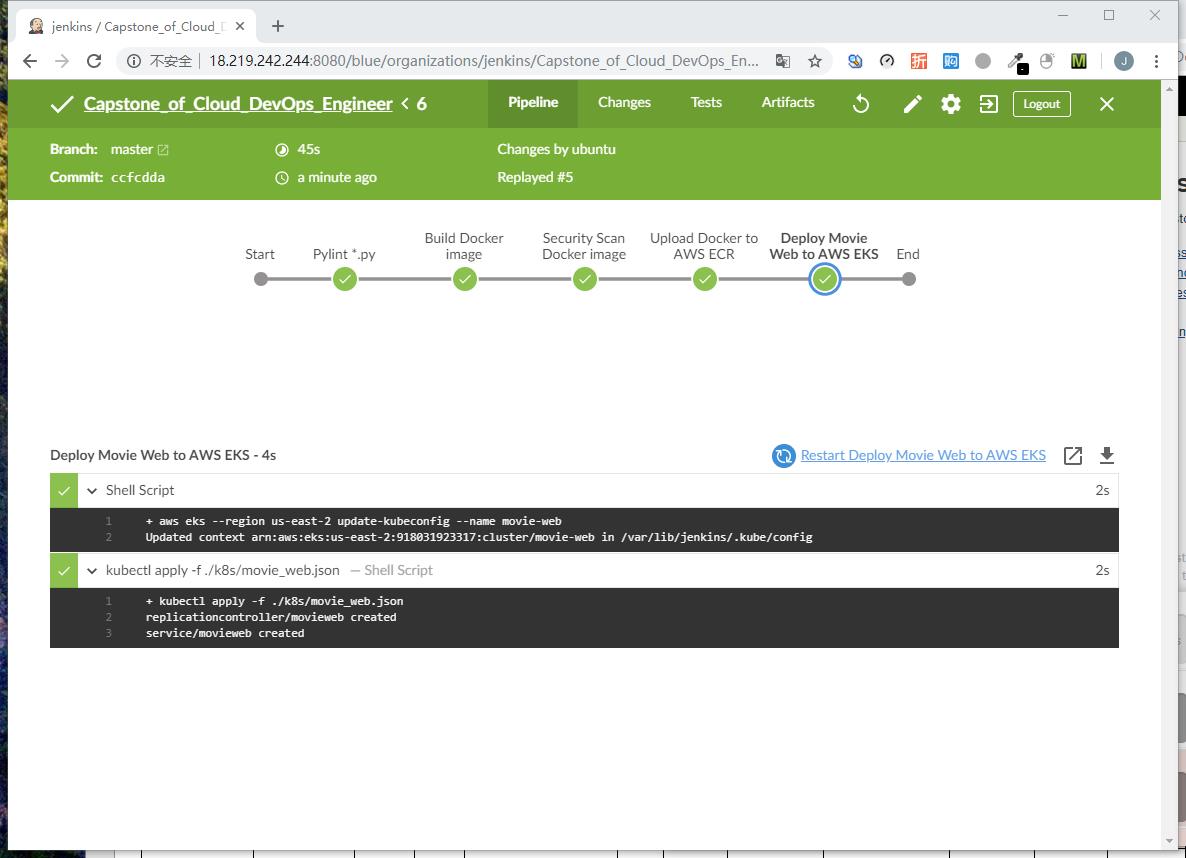 jenkins / Capstone_of_Cloud_D
不安全 18.219.242.244:8080/blue/organizations/jenkins/Capstone_of_Cloud_DevOps_En...
折 购 M J
Capstone_of_Cloud_DevOps_Engineer < 6 Pipeline Changes Tests Artifacts Logout
Branch: master 45s Changes by ubuntu
Commit: ccfcdda a minute ago Replayed #5
Start Pylint *.py Build Docker image Security Scan Docker image Upload Docker to AWS ECR Deploy Movie Web to AWS EKS End
Deploy Movie Web to AWS EKS - 4s Restart Deploy Movie Web to AWS EKS
Shell Script 2s
1 + aws eks --region us-east-2 update-kubeconfig --name movie-web
2 Updated context arn:aws:eks:us-east-2:918031923317:cluster/movie-web in /var/lib/jenkins/.kube/config
kubectl apply -f ./k8s/movie_web.json — Shell Script 2s
1 + kubectl apply -f ./k8s/movie_web.json
2 replicationcontroller/movieweb created
3 service/movieweb created